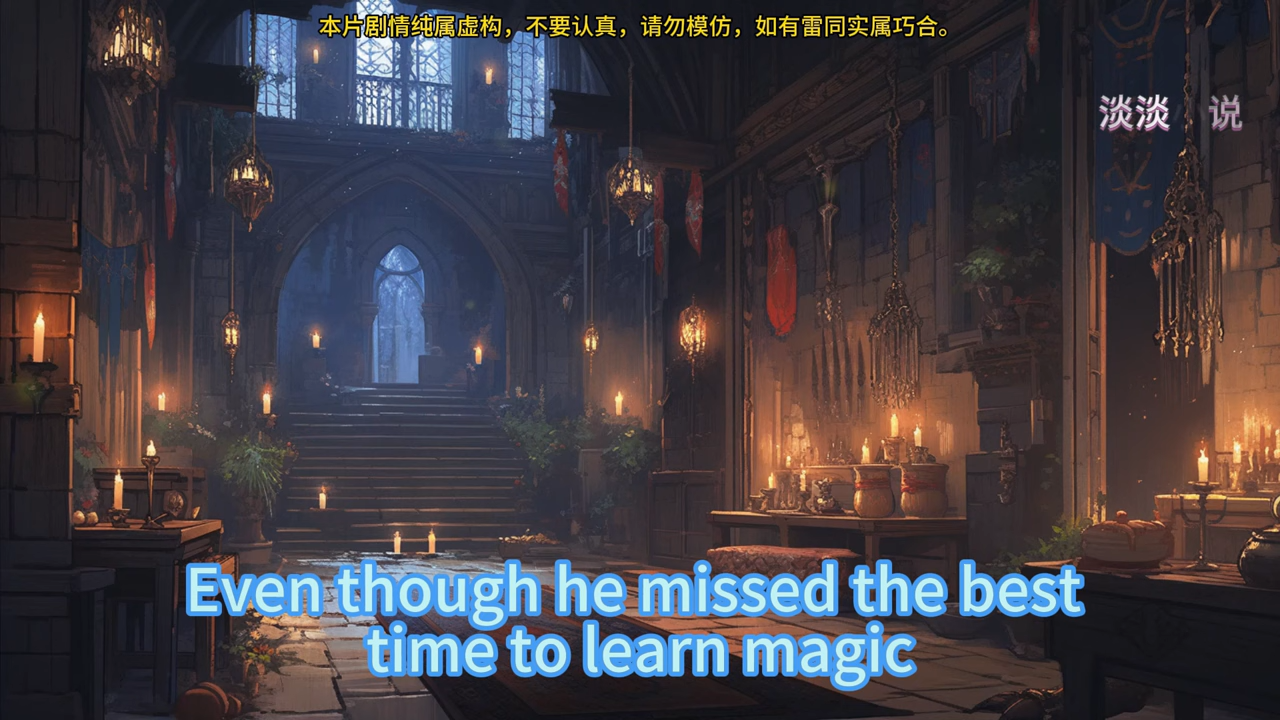 本片剧情纯属虚构，不要认真，请勿模仿，如有雷同实属巧合。
淡淡 说
Even though he missed the best
time to learn magic